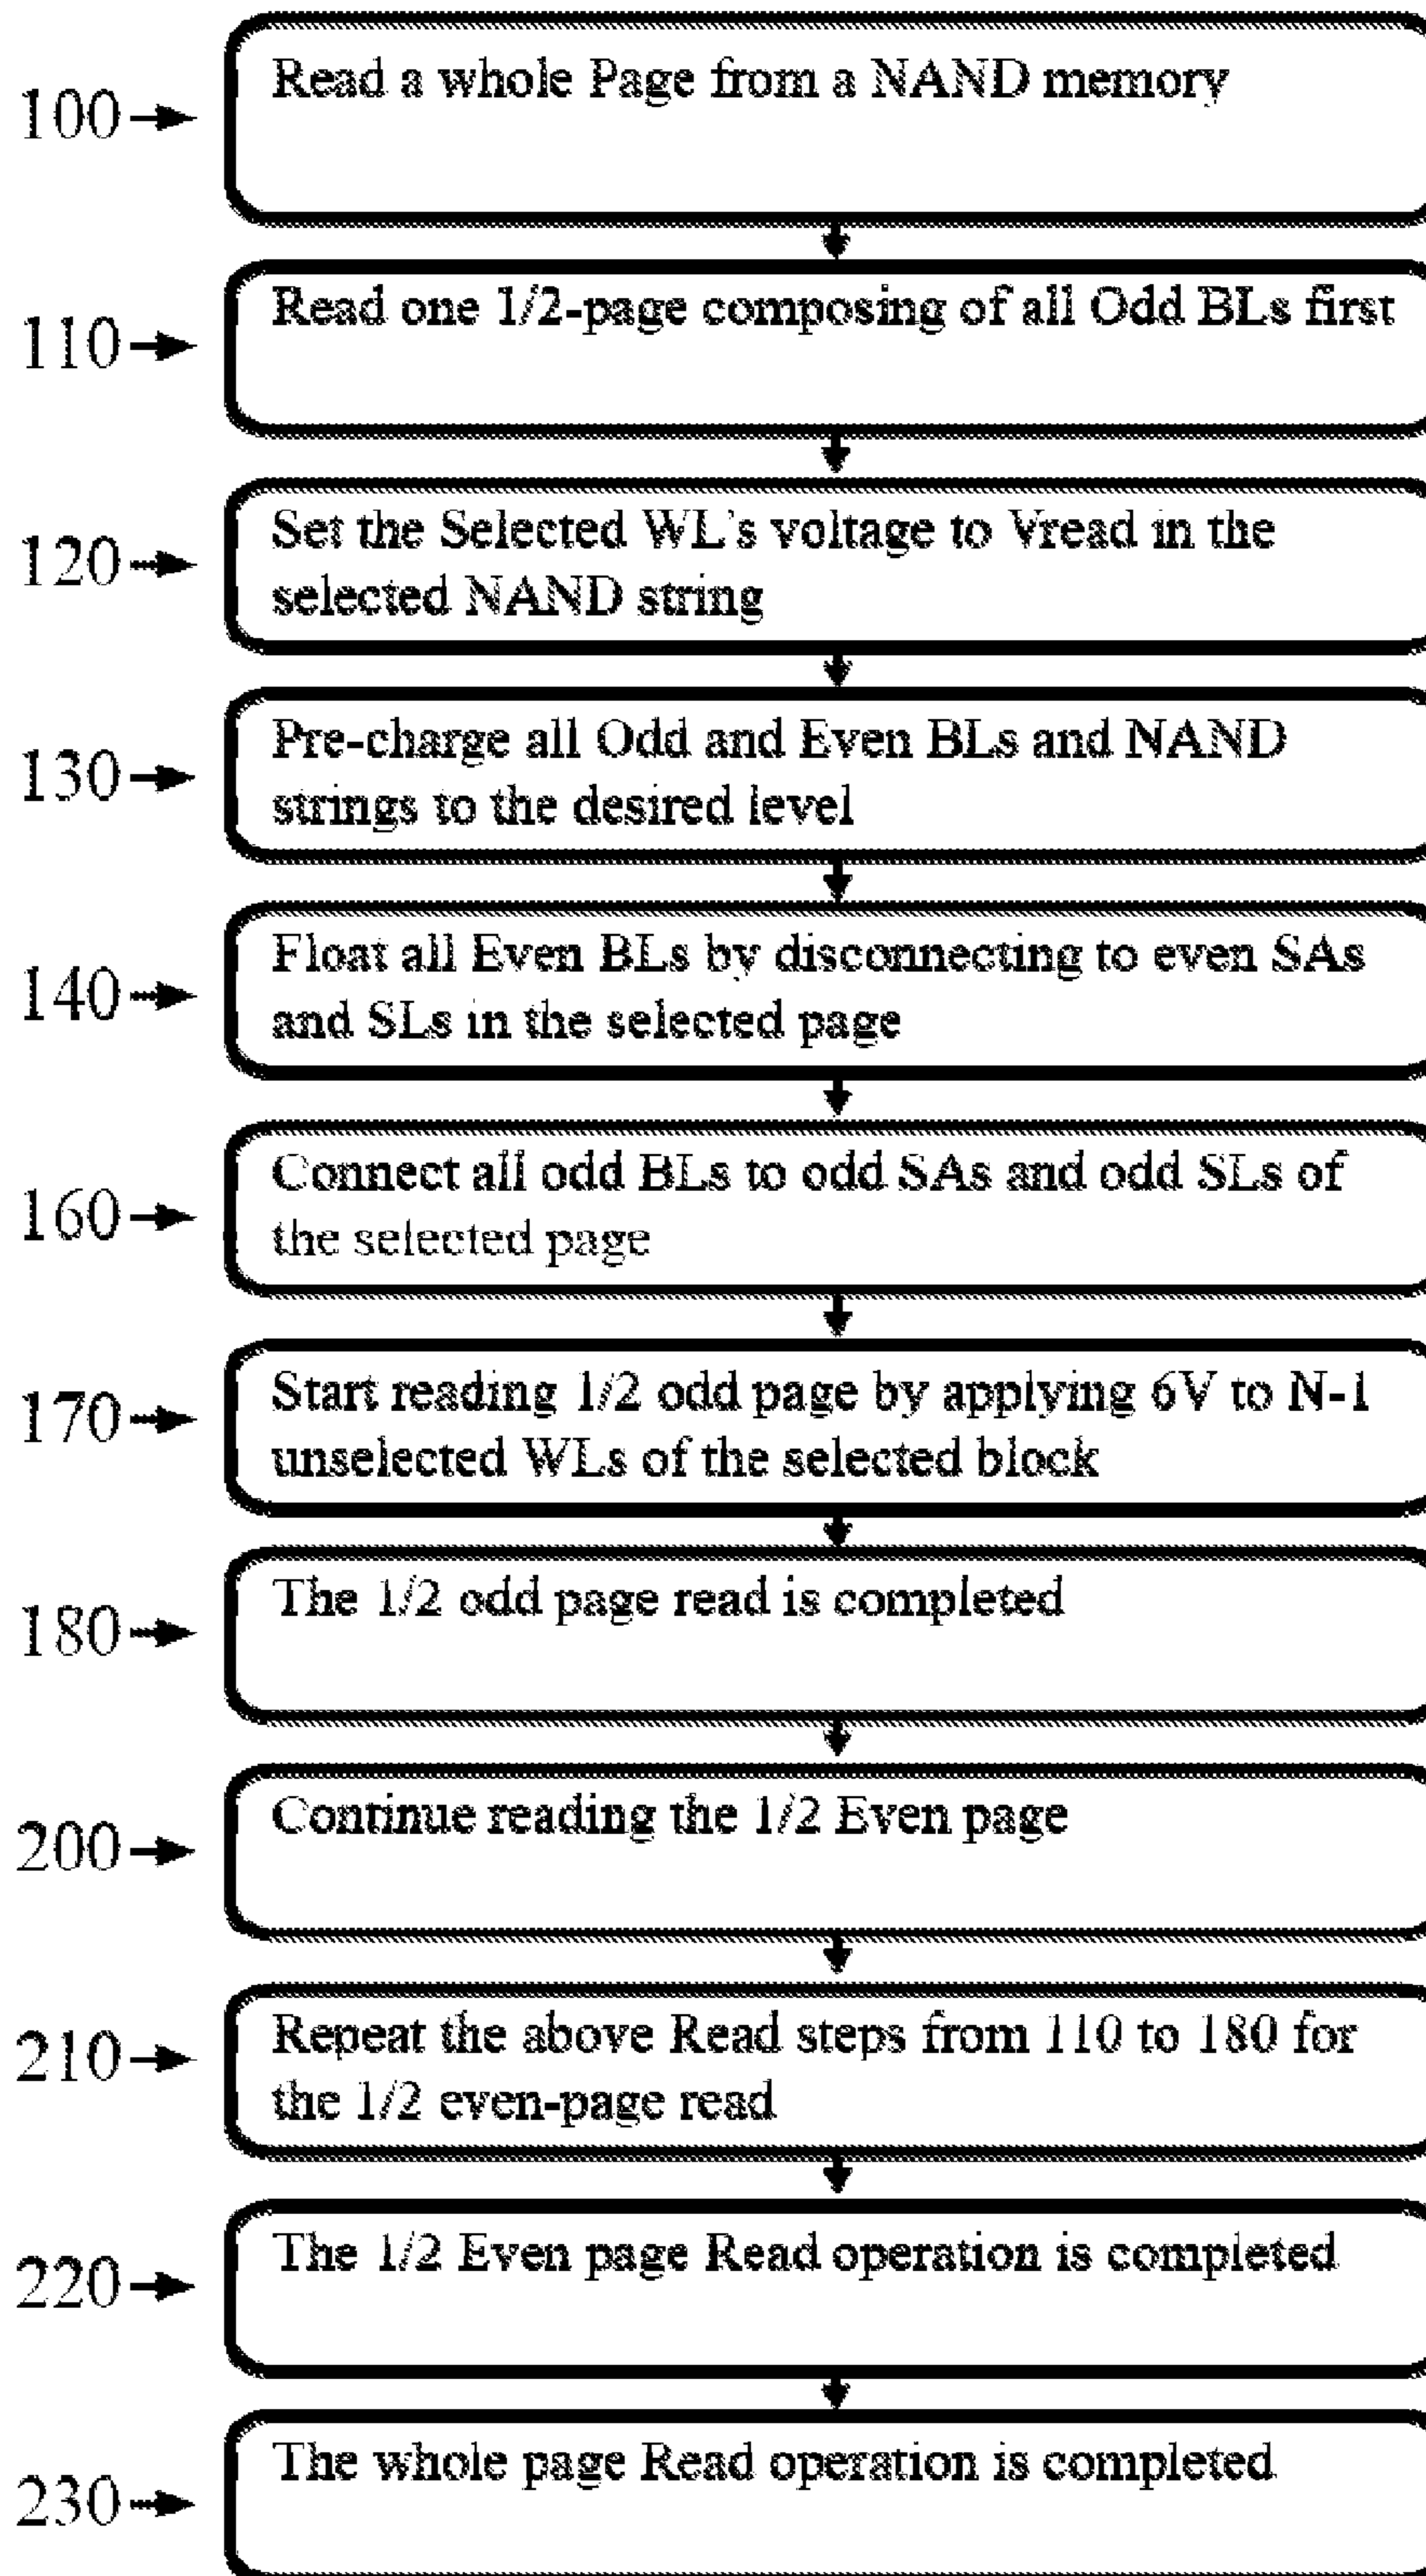 100
Read a whole Page from a NAND memory
110
Read one 1/2-page composing of all Odd BLs first
120
Set the Selected WL's voltage to Vread in the
selected NAND string
130
Pre-charge all Odd and Even BLs and NAND
strings to the desired level
140
Float all Even BLs by disconnecting to even SAs
and SLs in the selected page
160
Connect all odd BLs to odd SAs and odd SLs of
the selected page
170
Start reading 1/2 odd page by applying 6V to N-1
unselected WLs of the selected block
180
The 1/2 odd page read is completed
200
Continue reading the 1/2 Even page
210
Repeat the above Read steps from 110 to 180 for
the 1/2 even-page read
220
The 1/2 Even page Read operation is completed
230
The whole page Read operation is completed